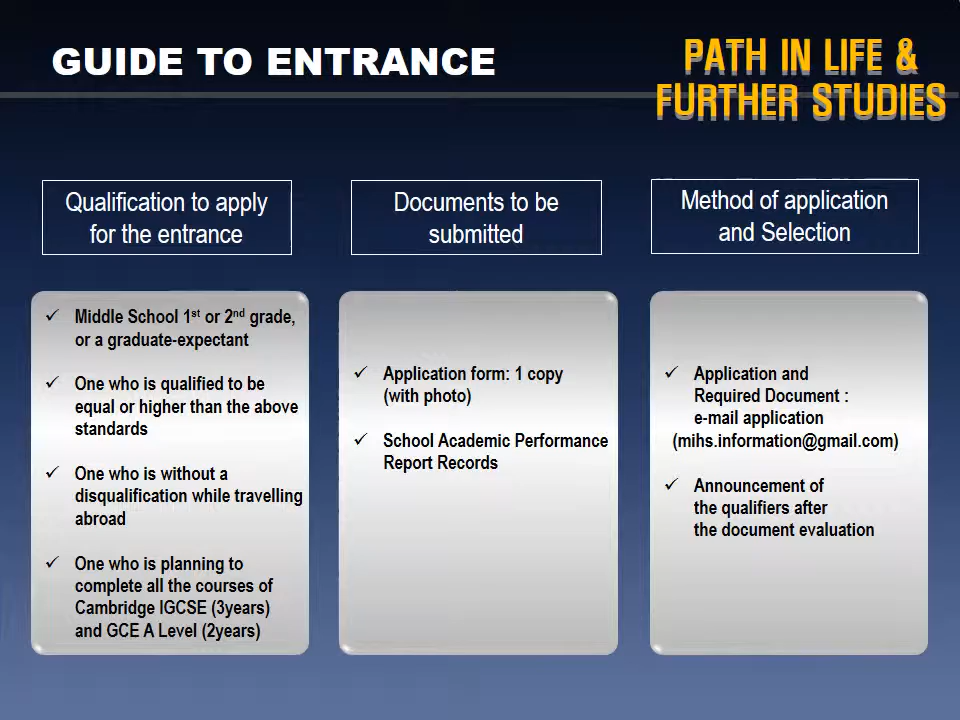 GUIDE TO ENTRANCE
PATH IN LIFE &
FURTHER STUDIES
Qualification to apply
for the entrance
✓ Middle School 1st or 2nd grade,
or a graduate-expectant
✓ One who is qualified to be
equal or higher than the above
standards
✓ One who is without a
disqualification while travelling
abroad
✓ One who is planning to
complete all the courses of
Cambridge IGCSE (3years)
and GCE A Level (2years)
Documents to be
submitted
✓ Application form: 1 copy
(with photo)
✓ School Academic Performance
Report Records
Method of application
and Selection
✓ Application and
Required Document :
e-mail application
(mihs.information@gmail.com)
✓ Announcement of
the qualifiers after
the document evaluation